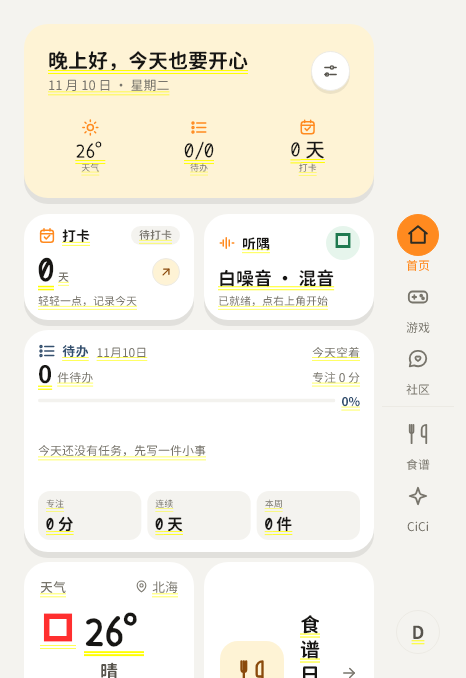 晚上好，今天也要开心
11 月 10 日 · 星期二
26°
天气
0/0
待办
0 天
打卡
打卡
待打卡
0 天
轻轻一点，记录今天
听隅
白噪音 · 混音
已就绪，点右上角开始
待办 11月10日
今天空着
0 件待办
专注 0 分
0%
今天还没有任务，先写一件小事
专注
0 分
连续
0 天
本周
0 件
天气
北海
26°
晴
食
谱
首页
游戏
社区
食谱
CiCi
D